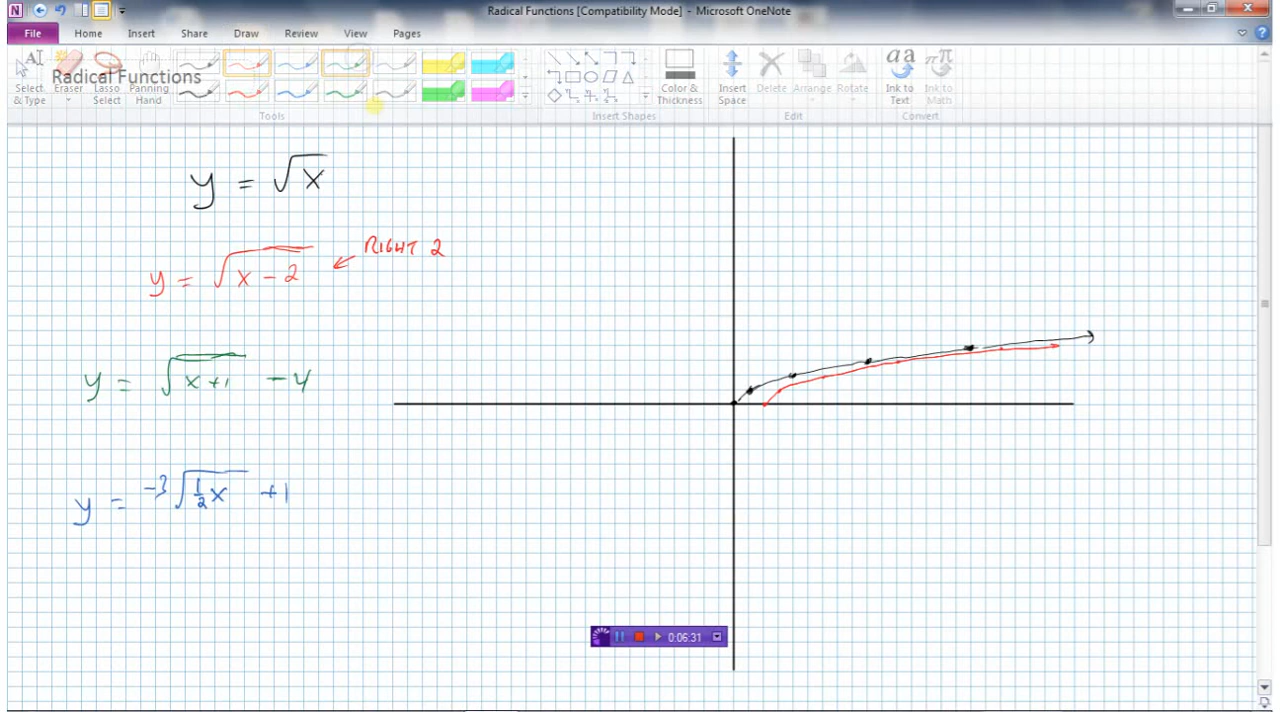 Radical Functions [Compatibility Mode] - Microsoft OneNote
File Home Insert Share Draw Review View Pages
Radical Functions
Select & Type
Eraser
Lasso Select
Panning Hand
Color & Thickness
Insert Space
Delete
Arrange
Rotate
Ink to Text
Ink to Math
Tools
Insert Shapes
Edit
Convert
y = √x
y = √x - 2
RIGHT 2
y = √x+1 - 4
y = -3√1/2x + 1
0:06:31